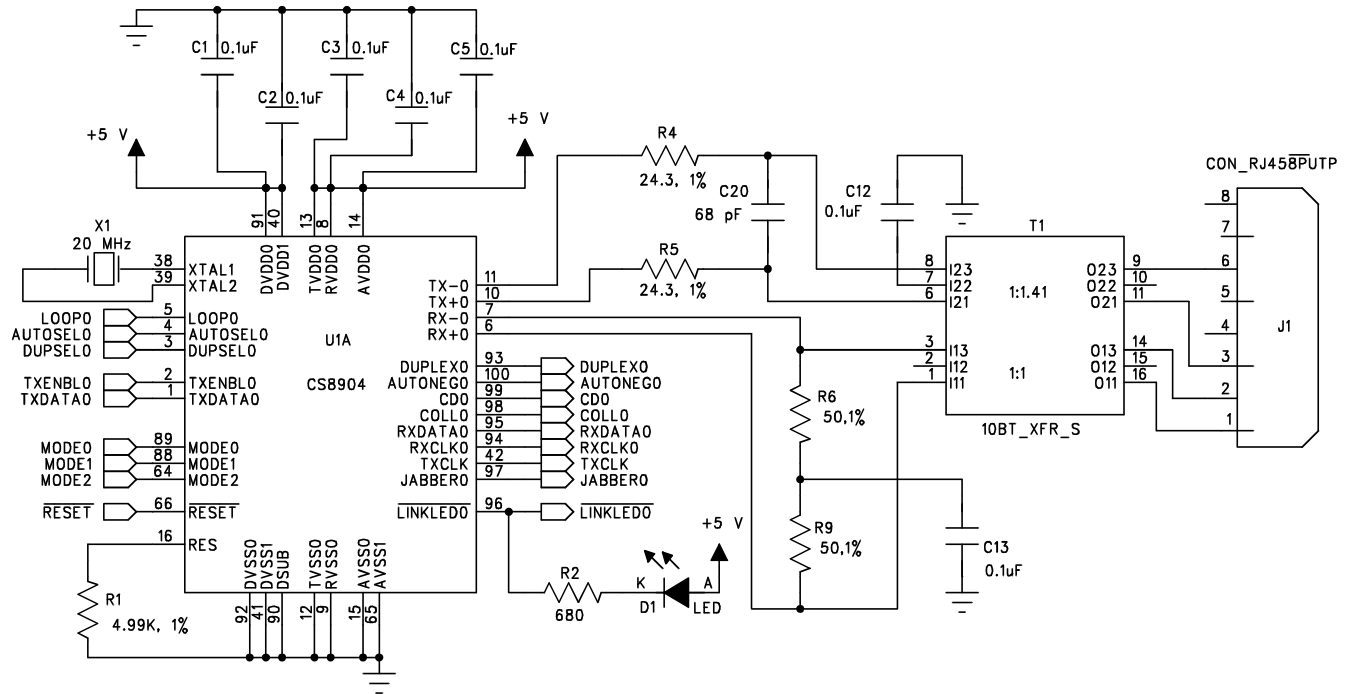 C1 0.1uF
C3 0.1uF
C5 0.1uF
C2 0.1uF
C4 0.1uF
+5 V
+5 V
X1
20 MHz
91
40
13
8
14
DVDD0
DVDD1
TVDD0
RVDD0
AVDD0
38 XTAL1
39 XTAL2
LOOP0 5 LOOP0
AUTOSEL0 4 AUTOSEL0
DUPSEL0 3 DUPSEL0
TXENBL0 2 TXENBL0
TXDATA0 1 TXDATA0
MODE0 89 MODE0
MODE1 88 MODE1
MODE2 64 MODE2
RESET 66 RESET
16 RES
R1
4.99K, 1%
U1A
CS8904
TX-0 11
TX+0 10
RX-0 7
RX+0 6
DUPLEX0 93 DUPLEX0
AUTONEG0 100 AUTONEG0
CD0 99 CD0
COLL0 98 COLL0
RXDATA0 95 RXDATA0
RXCLK0 94 RXCLK0
TXCLK 42 TXCLK
JABBER0 97 JABBER0
LINKLED0 96 LINKLED0
DVSS0
DVSS1
DSUB
TVSS0
RVSS0
AVSS0
AVSS1
92
41
90
12
9
15
65
R2
680
K A
D1 LED
+5 V
R4
24.3, 1%
C20
68 pF
R5
24.3, 1%
C12
0.1uF
R6
50,1%
R9
50,1%
C13
0.1uF
T1
8 I23
7 I22
6 I21
1:1.41
O23 9
O22 10
O21 11
3 I13
2 I12
1 I11
1:1
O13 14
O12 15
O11 16
10BT_XFR_S
CON_RJ458PUTP
8
7
6
5
4
3
2
1
J1